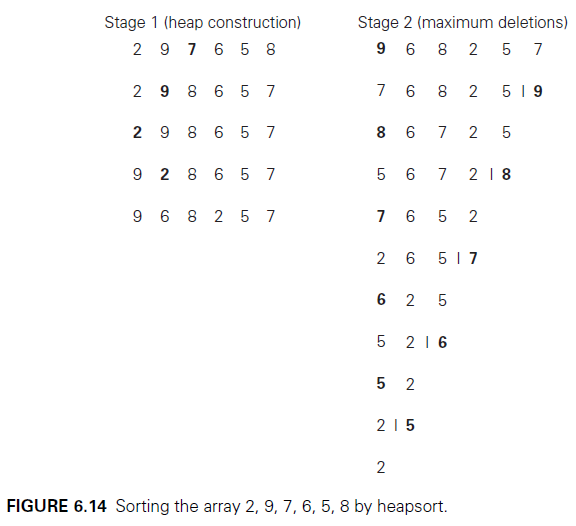 Stage 1 (heap construction)
2 9 7 6 5 8
2 9 8 6 5 7
2 9 8 6 5 7
9 2 8 6 5 7
9 6 8 2 5 7
Stage 2 (maximum deletions)
9 6 8 2 5 7
7 6 8 2 5 | 9
8 6 7 2 5
5 6 7 2 | 8
7 6 5 2
2 6 5 | 7
6 2 5
5 2 | 6
5 2
2 | 5
2
FIGURE 6.14 Sorting the array 2, 9, 7, 6, 5, 8 by heapsort.